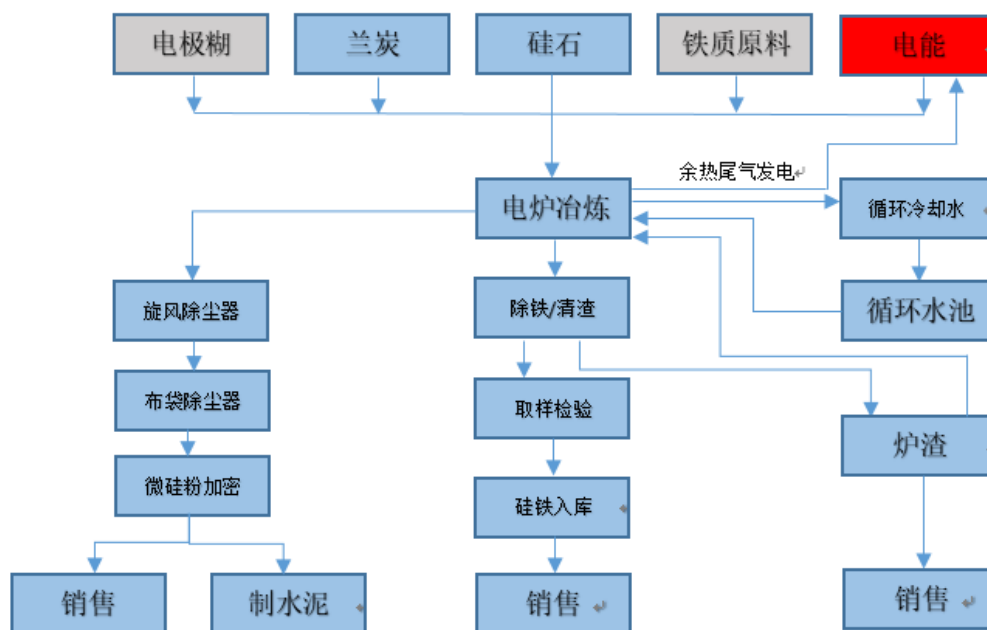 电极糊
兰炭
硅石
铁质原料
电能
余热尾气发电
电炉冶炼
循环冷却水
旋风除尘器
除铁/清渣
循环水池
布袋除尘器
取样检验
炉渣
微硅粉加密
硅铁入库
销售
制水泥
销售
销售